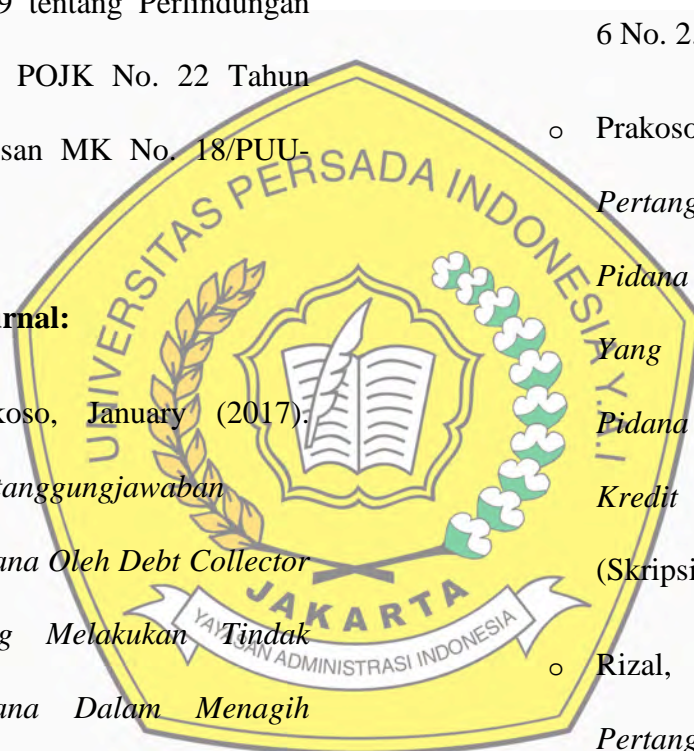 9 tentang Perlindungan
POJK No. 22 Tahun
san MK No. 18/PUU-
rnal:
koso, January (2017).
tanggungjawaban
ana Oleh Debt Collector
g Melakukan Tindak
ana Dalam Menagih
6 No. 2
o Prakoso
Pertang
Pidana
Yang
Pidana
Kredit
(Skripsi
o Rizal,
Pertang
UNIVERSITAS PERSADA INDONESIA Y.A.I
JAKARTA
YAYASAN ADMINISTRASI INDONESIA